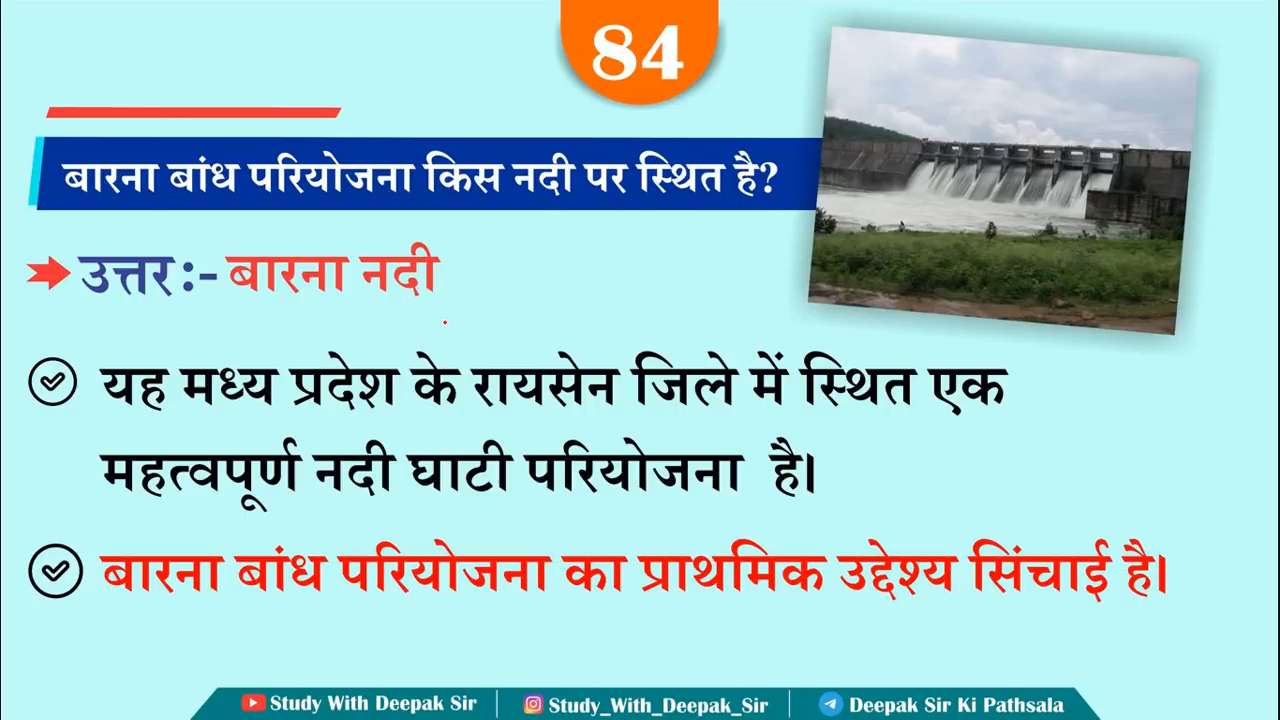 84
बारना बांध परियोजना किस नदी पर स्थित है?
उत्तर:- बारना नदी
यह मध्य प्रदेश के रायसेन जिले में स्थित एक
महत्वपूर्ण नदी घाटी परियोजना है।
बारना बांध परियोजना का प्राथमिक उद्देश्य सिंचाई है।
Study With Deepak Sir
Study_With_Deepak_Sir
Deepak Sir Ki Pathsala